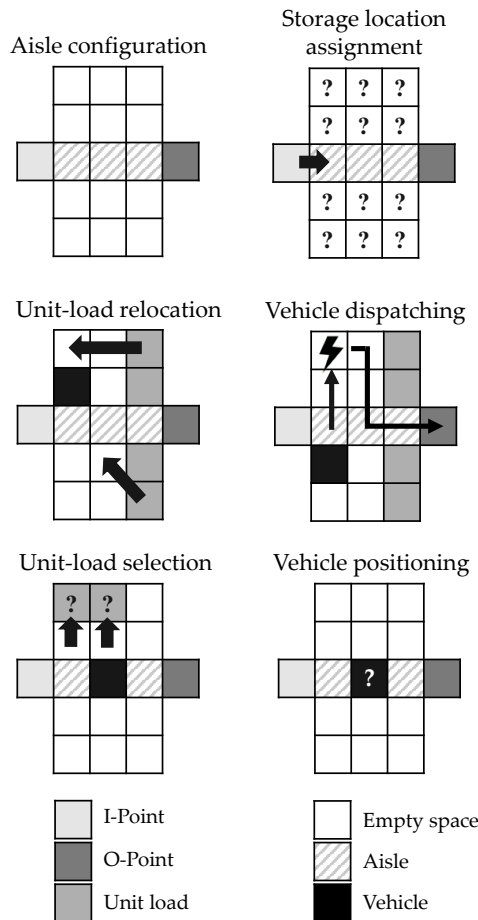 Aisle configuration
Storage location
assignment
? ? ?
? ? ?
? ? ?
? ? ?
Unit-load relocation
Vehicle dispatching
Unit-load selection
? ?
Vehicle positioning
?
I-Point
O-Point
Unit load
Empty space
Aisle
Vehicle